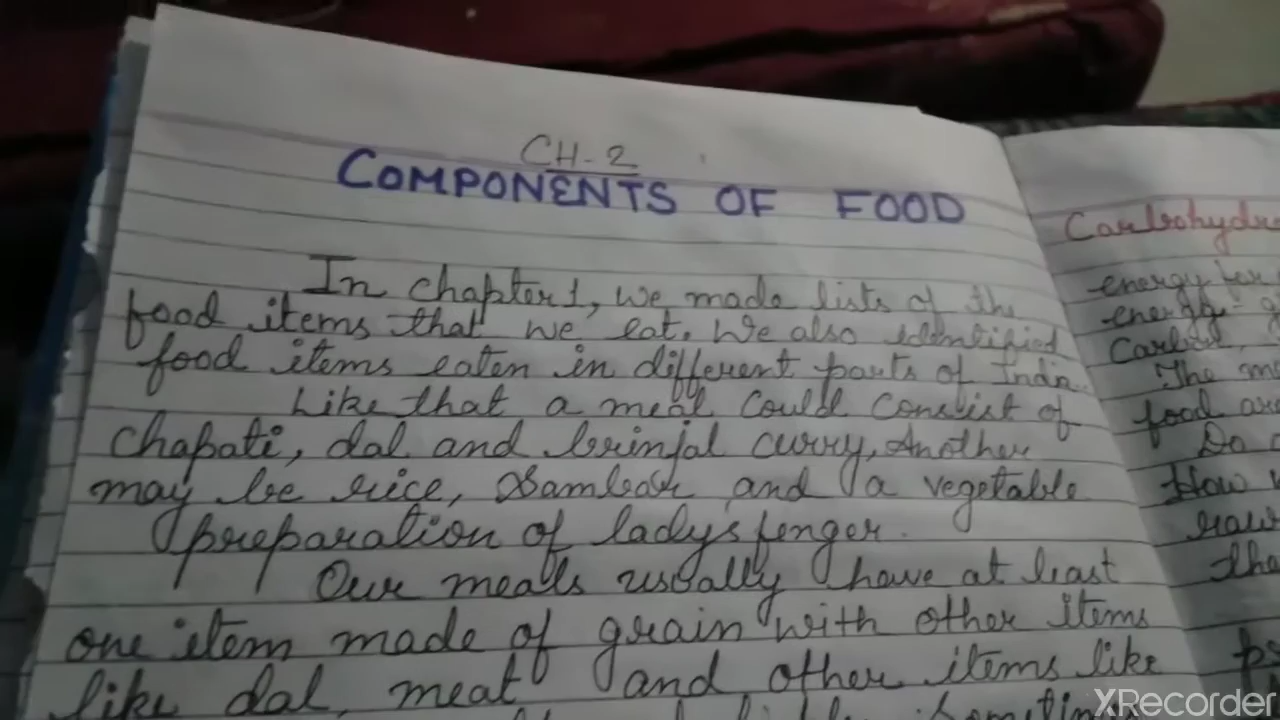 CH-2
COMPONENTS OF FOOD
In chapter 1, we made lists of the
food items that we eat. We also identified
food items eaten in different parts of India.
Like that a meal could consist of
chapati, dal and brinjal curry, Another
may be rice, Sambar and a vegetable
preparation of lady's fenger.
Our meals usually have at least
one item made of grain with other items
like dal, meat and other items like
energy for
energy
The
food are
Do
How
the
XRecorder